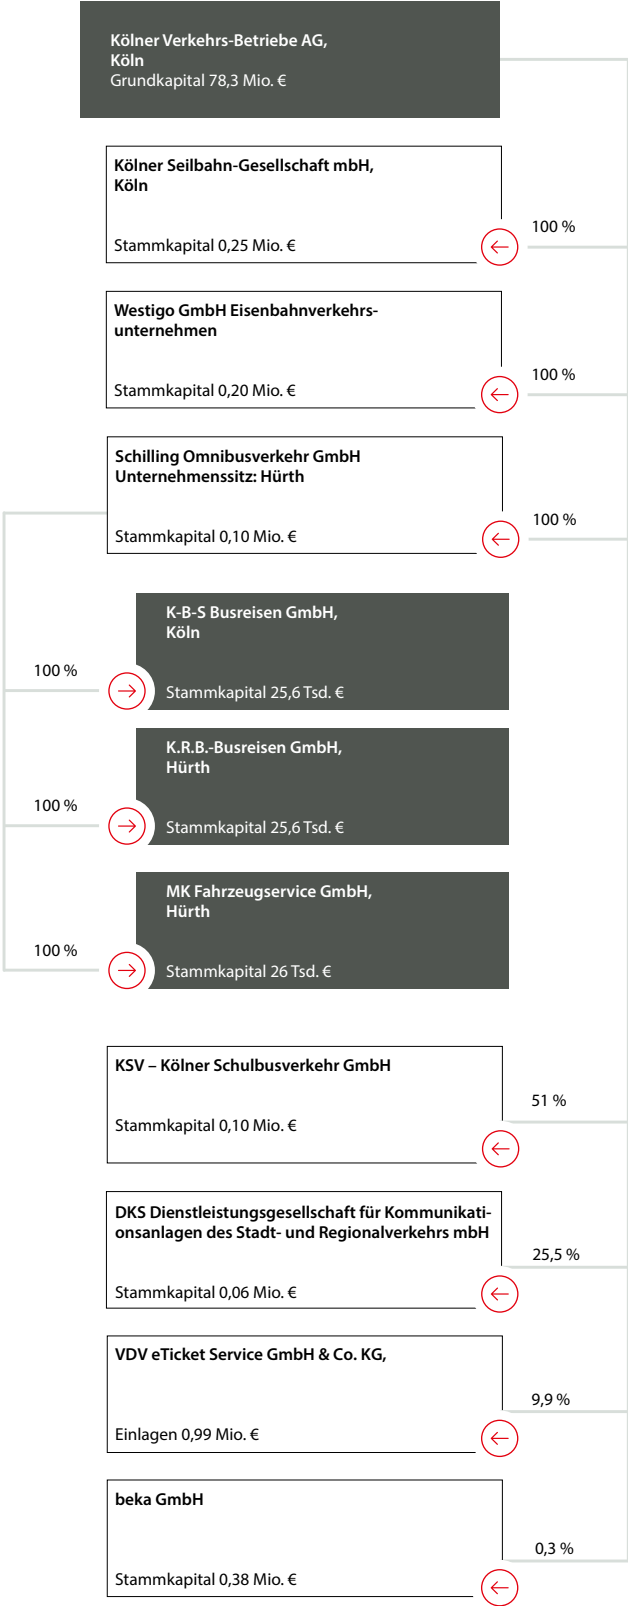 Kölner Verkehrs-Betriebe AG,
Köln
Grundkapital 78,3 Mio. €
Kölner Seilbahn-Gesellschaft mbH,
Köln
Stammkapital 0,25 Mio. €
100 %
Westigo GmbH Eisenbahnverkehrs-
unternehmen
Stammkapital 0,20 Mio. €
100 %
Schilling Omnibusverkehr GmbH
Unternehmenssitz: Hürth
Stammkapital 0,10 Mio. €
100 %
K-B-S Busreisen GmbH,
Köln
100 %
Stammkapital 25,6 Tsd. €
K.R.B.-Busreisen GmbH,
Hürth
100 %
Stammkapital 25,6 Tsd. €
MK Fahrzeugservice GmbH,
Hürth
100 %
Stammkapital 26 Tsd. €
KSV – Kölner Schulbusverkehr GmbH
51 %
Stammkapital 0,10 Mio. €
DKS Dienstleistungsgesellschaft für Kommunikati-
onsanlagen des Stadt- und Regionalverkehrs mbH
25,5 %
Stammkapital 0,06 Mio. €
VDV eTicket Service GmbH & Co. KG,
9,9 %
Einlagen 0,99 Mio. €
beka GmbH
0,3 %
Stammkapital 0,38 Mio. €